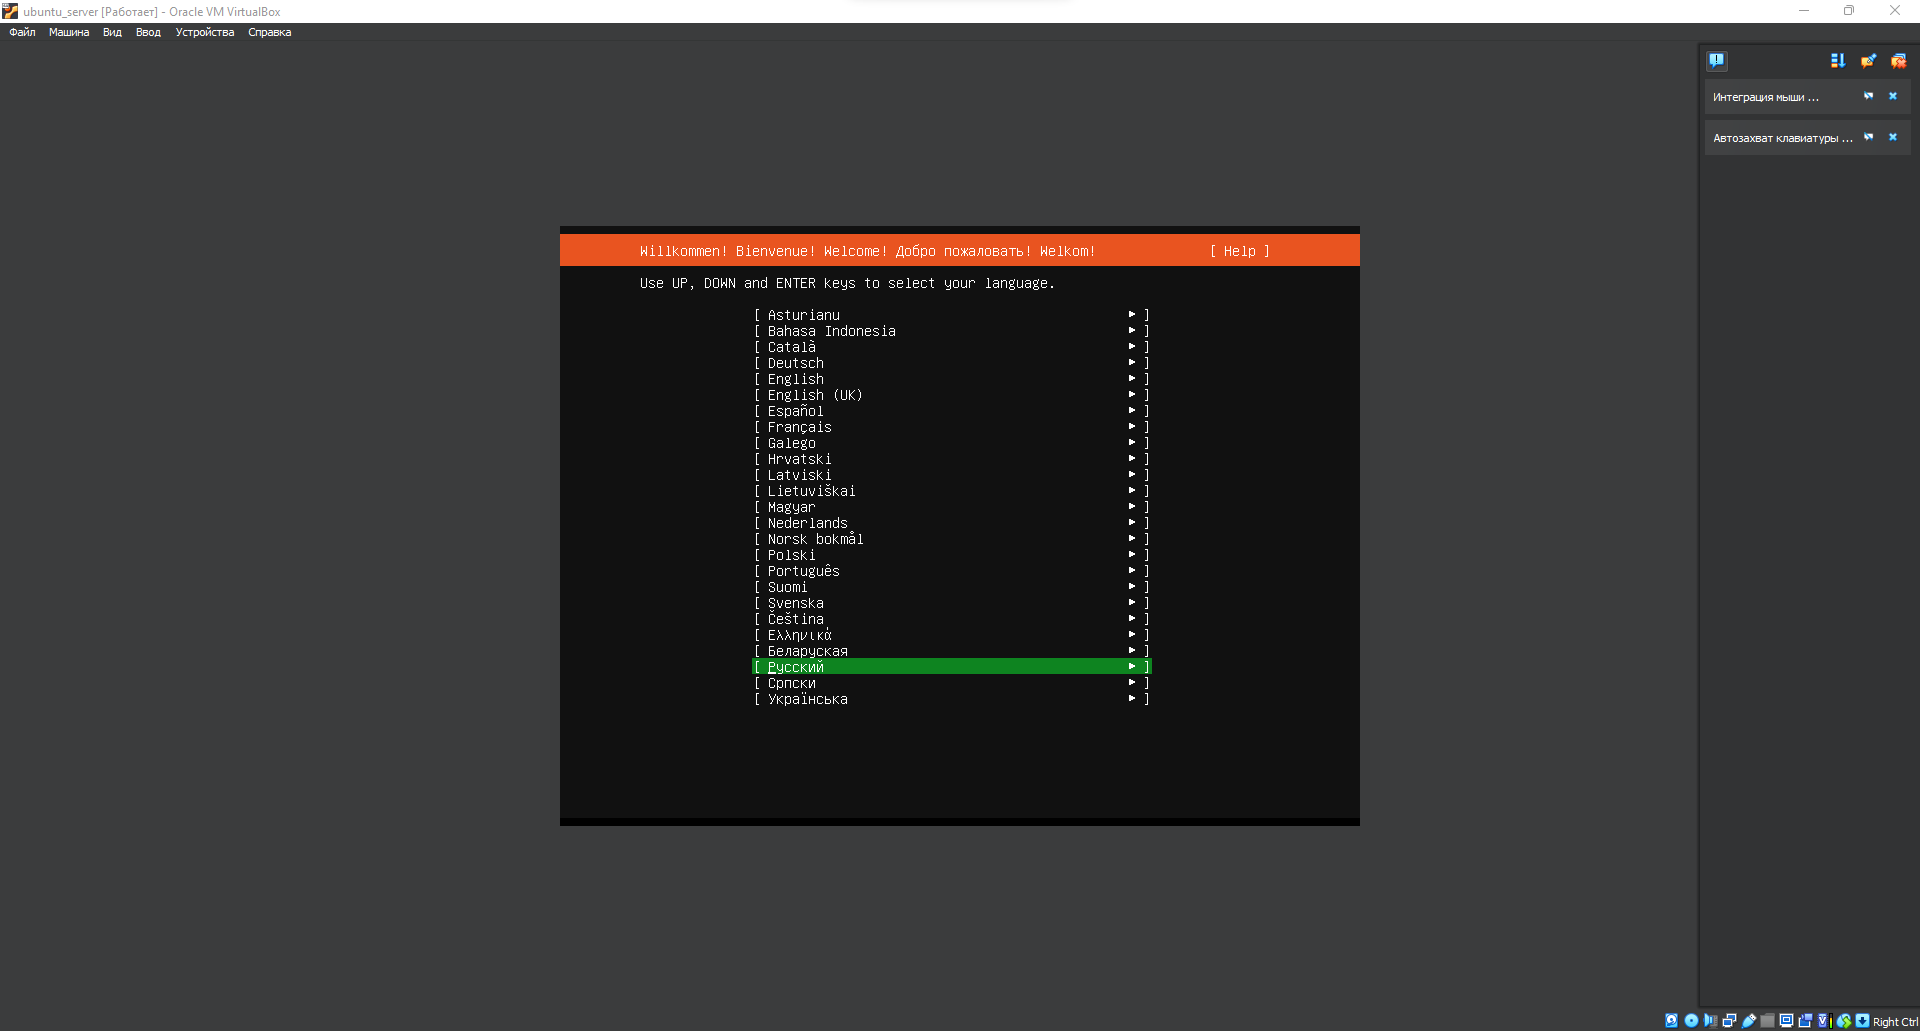 ubuntu_server [Работает] - Oracle VM VirtualBox
Файл Машина Вид Ввод Устройства Справка
Интеграция мыши ...
Автозахват клавиатуры ...
Willkommen! Bienvenue! Welcome! Добро пожаловать! Welkom! [ Help ]
Use UP, DOWN and ENTER keys to select your language.
[ Asturianu ▸ ]
[ Bahasa Indonesia ▸ ]
[ Català ▸ ]
[ Deutsch ▸ ]
[ English ▸ ]
[ English (UK) ▸ ]
[ Español ▸ ]
[ Français ▸ ]
[ Galego ▸ ]
[ Hrvatski ▸ ]
[ Latviski ▸ ]
[ Lietuviškai ▸ ]
[ Magyar ▸ ]
[ Nederlands ▸ ]
[ Norsk bokmål ▸ ]
[ Polski ▸ ]
[ Português ▸ ]
[ Suomi ▸ ]
[ Svenska ▸ ]
[ Čeština ▸ ]
[ Ελληνικά ▸ ]
[ Беларуская ▸ ]
[ Русский ▸ ]
[ Српски ▸ ]
[ Українська ▸ ]
Right Ctrl